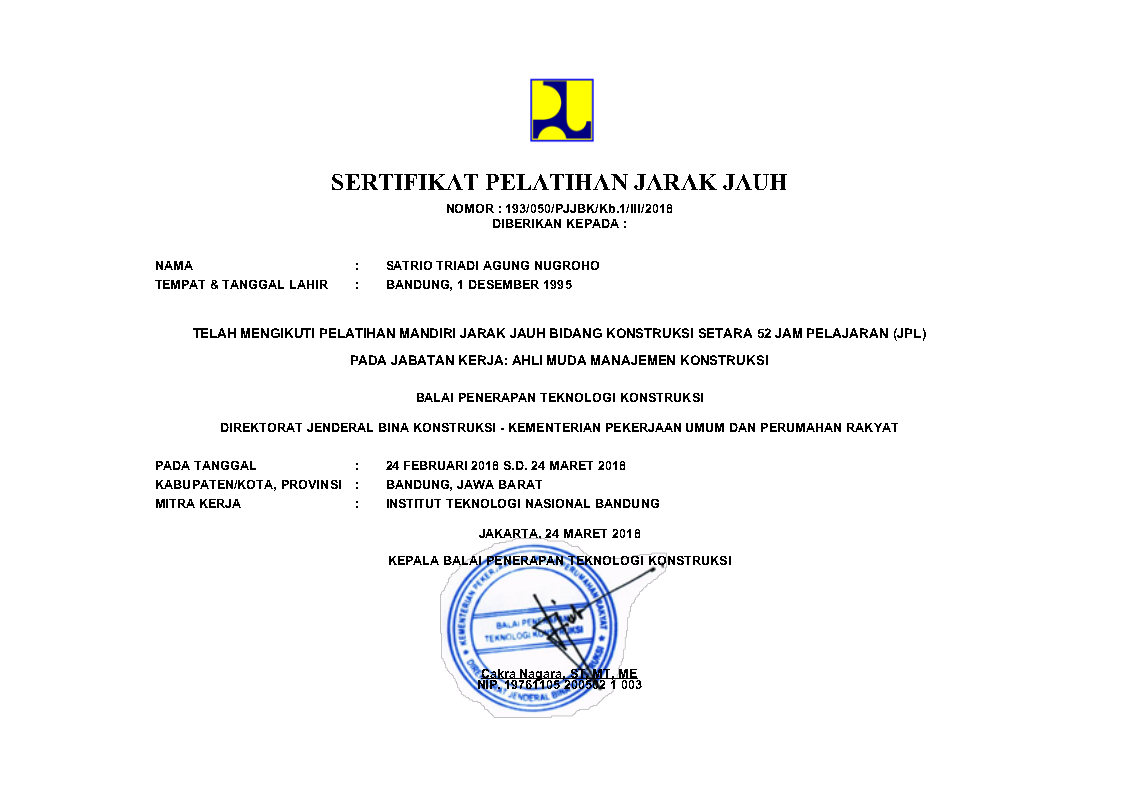 SERTIFIKAT PELATIHAN JARAK JAUH
NOMOR : 193/050/PJJBK/Kb.1/III/2018
DIBERIKAN KEPADA :
NAMA : SATRIO TRIADI AGUNG NUGROHO
TEMPAT & TANGGAL LAHIR : BANDUNG, 1 DESEMBER 1995
TELAH MENGIKUTI PELATIHAN MANDIRI JARAK JAUH BIDANG KONSTRUKSI SETARA 52 JAM PELAJARAN (JPL)
PADA JABATAN KERJA: AHLI MUDA MANAJEMEN KONSTRUKSI
BALAI PENERAPAN TEKNOLOGI KONSTRUKSI
DIREKTORAT JENDERAL BINA KONSTRUKSI - KEMENTERIAN PEKERJAAN UMUM DAN PERUMAHAN RAKYAT
PADA TANGGAL : 24 FEBRUARI 2018 S.D. 24 MARET 2018
KABUPATEN/KOTA, PROVINSI : BANDUNG, JAWA BARAT
MITRA KERJA : INSTITUT TEKNOLOGI NASIONAL BANDUNG
JAKARTA, 24 MARET 2018
KEPALA BALAI PENERAPAN TEKNOLOGI KONSTRUKSI
KEMENTERIAN PEKERJAAN UMUM DAN PERUMAHAN RAKYAT
BALAI PENERAPAN
TEKNOLOGI KONSTRUKSI
DIREKTORAT JENDERAL BINA KONSTRUKSI
Cakra Nagara, ST, MT, ME
NIP. 19761105 200502 1 003